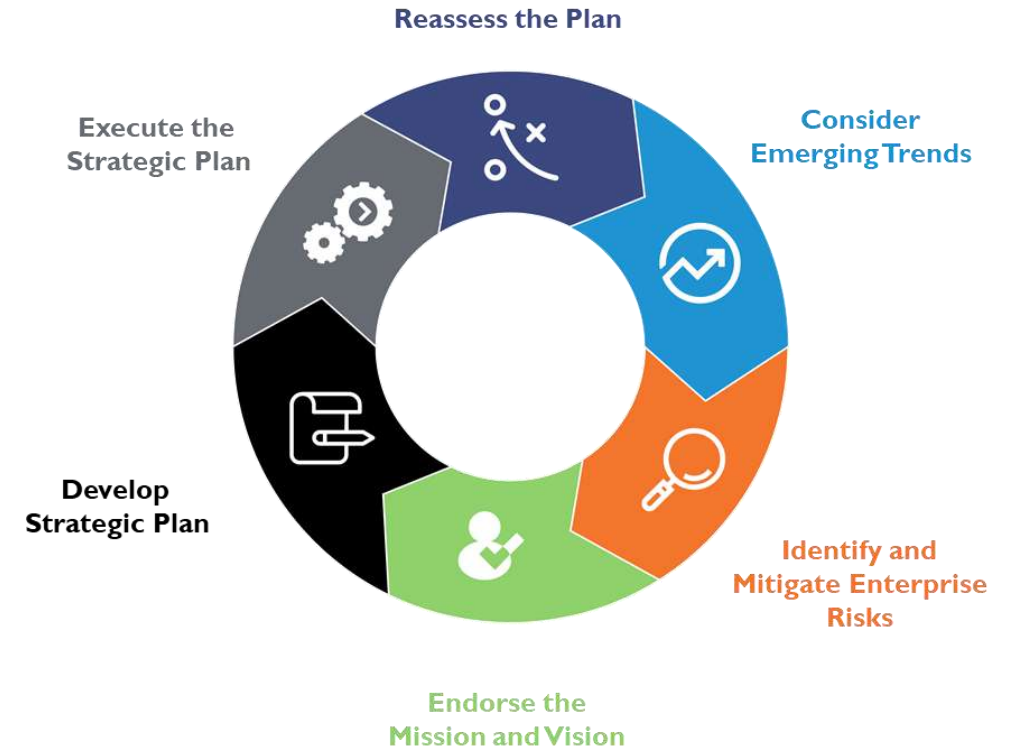 Reassess the Plan
Consider
Emerging Trends
Identify and
Mitigate Enterprise
Risks
Endorse the
Mission and Vision
Develop
Strategic Plan
Execute the
Strategic Plan